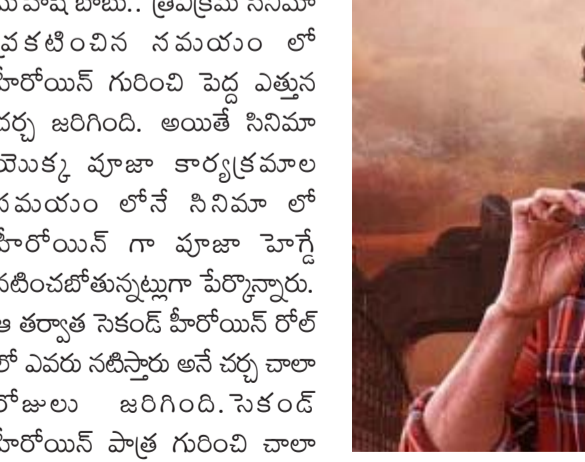 మహేష్ బాబు.. త్రివిక్రమ్ సినిమా
ప్రకటించిన సమయం లో
హీరోయిన్ గురించి పెద్ద ఎత్తున
చర్చ జరిగింది. అయితే సినిమా
యొక్క పూజా కార్యక్రమాల
సమయం లోనే సినిమా లో
హీరోయిన్ గా పూజా హెగ్డే
నటించబోతున్నట్లుగా పేర్కొన్నారు.
ఆ తర్వాత సెకండ్ హీరోయిన్ రోల్
లో ఎవరు నటిస్తారు అనే చర్చ చాలా
రోజులు జరిగింది. సెకండ్
హీరోయిన్ పాత్ర గురించి చాలా